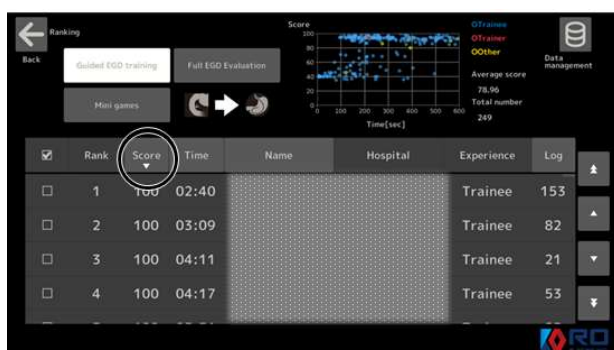 Ranking
Back
Guided EGD training
Full EGD Evaluation
Mini games
Score
100
80
60
40
20
0
0 100 200 300 400 500 600
Time[sec]
OTrainee
OTrainer
OOther
Average score
78.96
Total number
249
Data
management
Rank Score Time Name Hospital Experience Log
1 100 02:40 Trainee 153
2 100 03:09 Trainee 82
3 100 04:11 Trainee 21
4 100 04:17 Trainee 53
RD